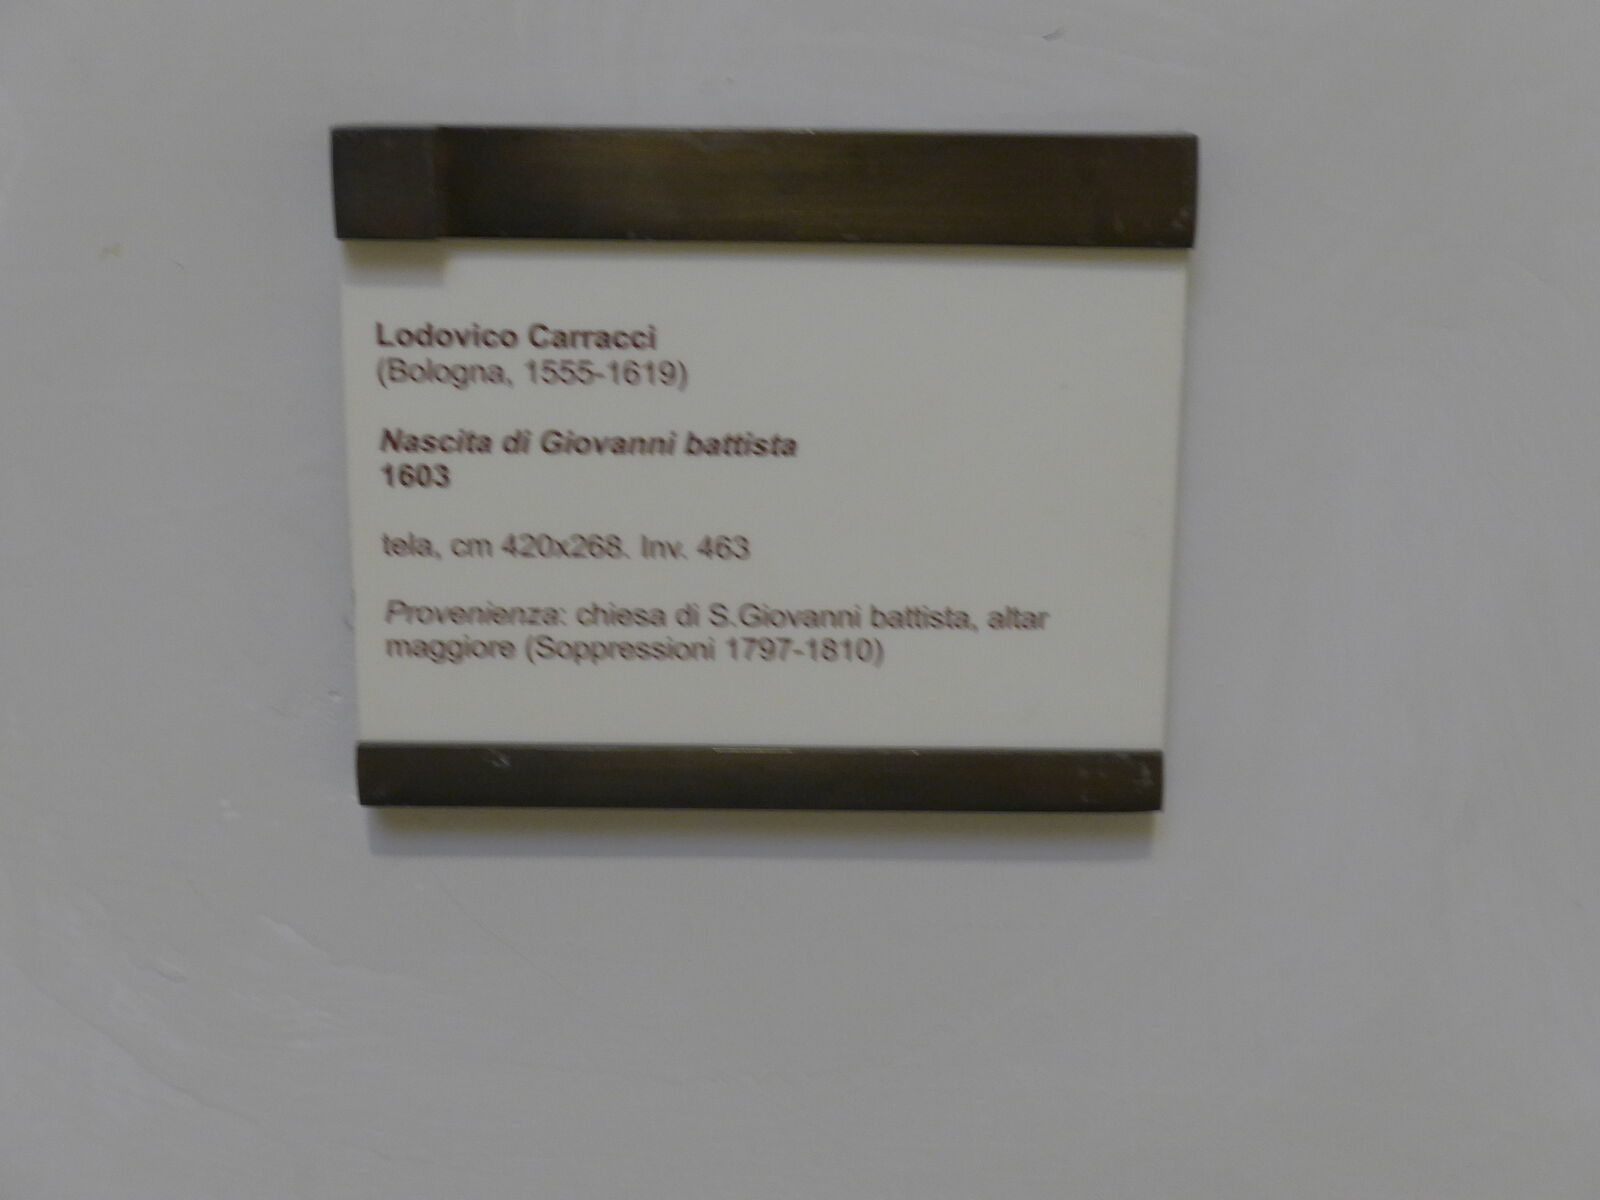 Lodovico Carracci
(Bologna, 1555-1619)
Nascita di Giovanni battista
1603
tela, cm 420x268. Inv. 463
Provenienza: chiesa di S.Giovanni battista, altar
maggiore (Soppressioni 1797-1810)